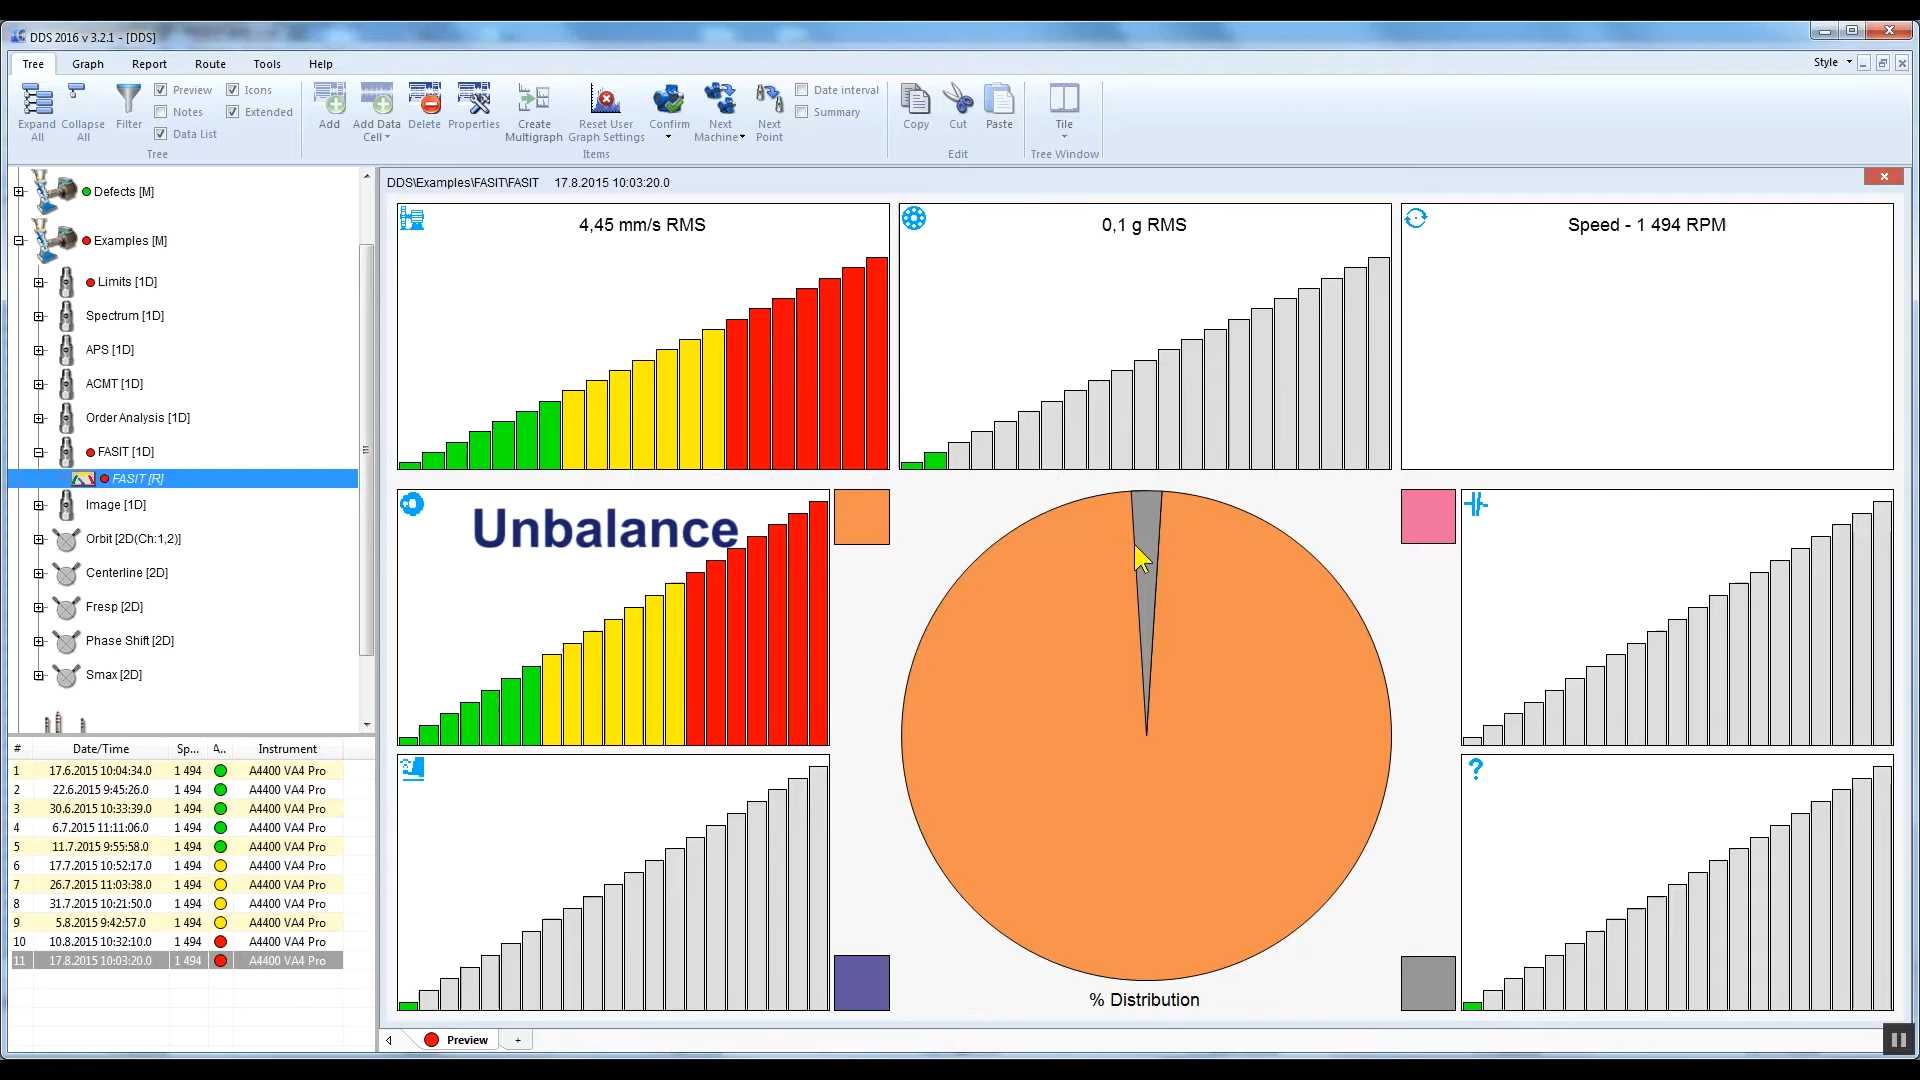 DDS 2016 v 3.2.1 - [DDS]
Tree Graph Report Route Tools Help Style
Expand All
Collapse All
Filter
Preview Icons
Notes Extended
Data List
Tree
Add
Add Data Cell
Delete
Properties
Create Multigraph
Reset User Graph Settings
Confirm
Next Machine
Next Point
Date interval
Summary
Items
Copy Cut Paste
Edit
Tile
Tree Window
Defects [M]
Examples [M]
Limits [1D]
Spectrum [1D]
APS [1D]
ACMT [1D]
Order Analysis [1D]
FASIT [1D]
FASIT [R]
Image [1D]
Orbit [2D(Ch:1,2)]
Centerline [2D]
Fresp [2D]
Phase Shift [2D]
Smax [2D]
# Date/Time Sp... A.. Instrument
1 17.6.2015 10:04:34.0 1 494 A4400 VA4 Pro
2 22.6.2015 9:45:26.0 1 494 A4400 VA4 Pro
3 30.6.2015 10:33:39.0 1 494 A4400 VA4 Pro
4 6.7.2015 11:11:06.0 1 494 A4400 VA4 Pro
5 11.7.2015 9:55:58.0 1 494 A4400 VA4 Pro
6 17.7.2015 10:52:17.0 1 494 A4400 VA4 Pro
7 26.7.2015 11:03:38.0 1 494 A4400 VA4 Pro
8 31.7.2015 10:21:50.0 1 494 A4400 VA4 Pro
9 5.8.2015 9:42:57.0 1 494 A4400 VA4 Pro
10 10.8.2015 10:32:10.0 1 494 A4400 VA4 Pro
11 17.8.2015 10:03:20.0 1 494 A4400 VA4 Pro
DDS\Examples\FASIT\FASIT 17.8.2015 10:03:20.0
4,45 mm/s RMS
0,1 g RMS
Speed - 1 494 RPM
Unbalance
?
% Distribution
Preview +